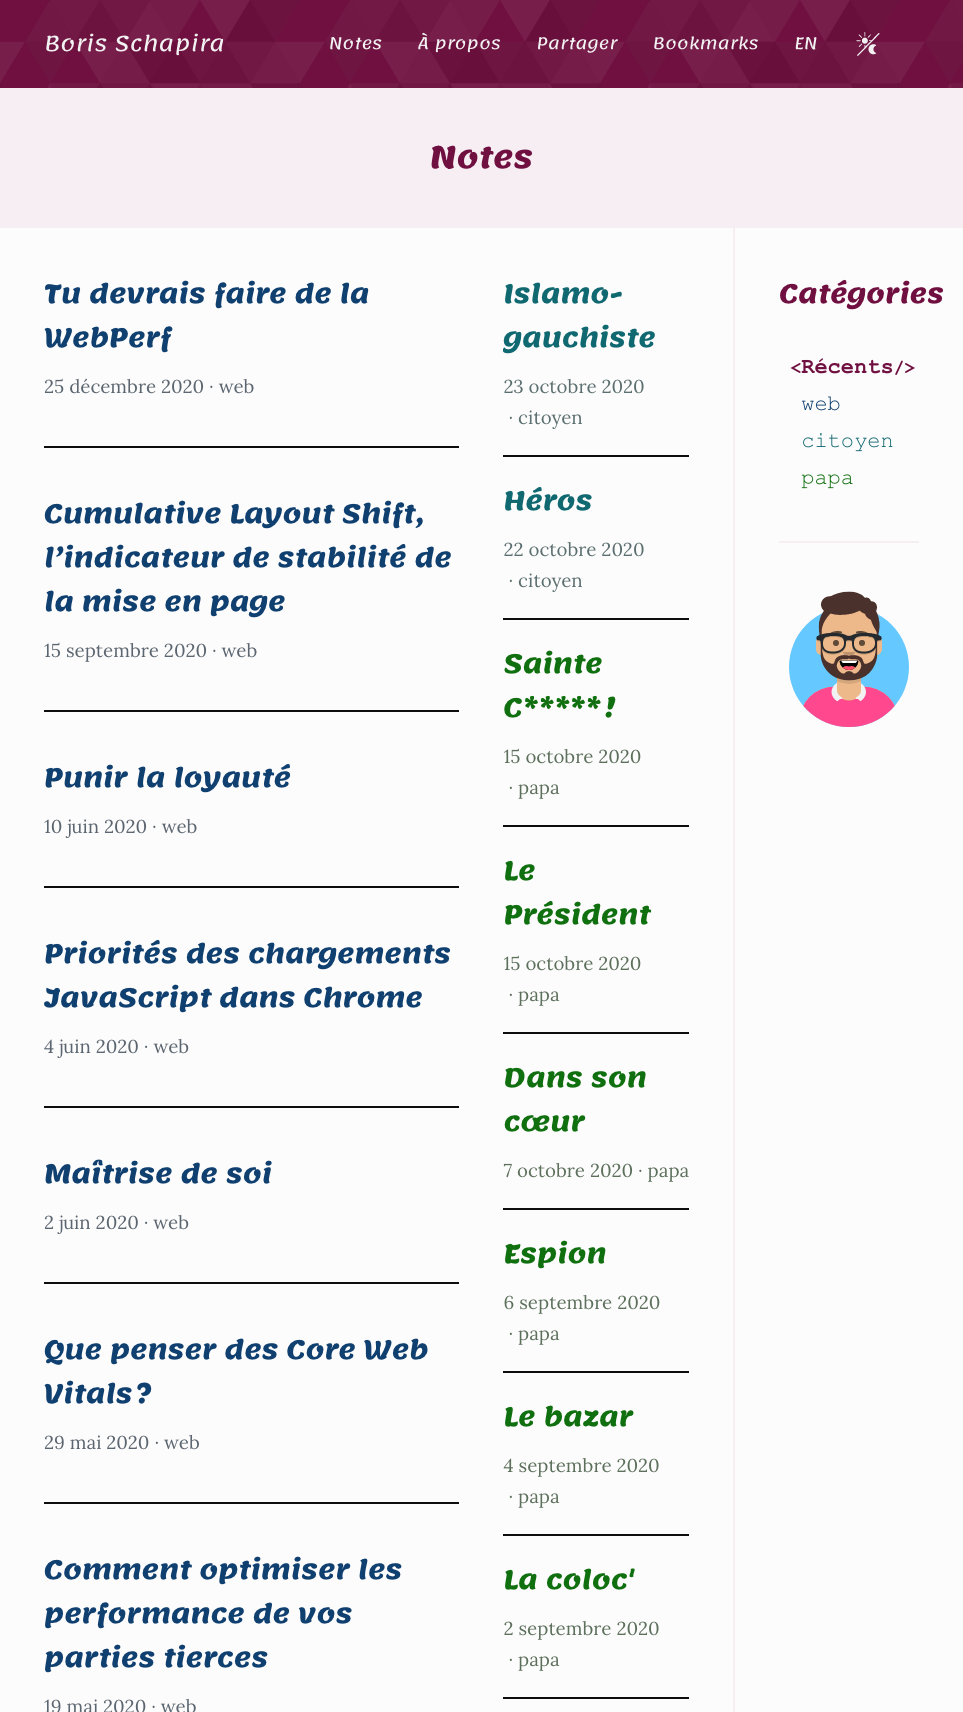 Boris Schapira
Notes
À propos
Partager
Bookmarks
EN
Notes
Tu devrais faire de la
WebPerf
25 décembre 2020 · web
Cumulative Layout Shift,
l’indicateur de stabilité de
la mise en page
15 septembre 2020 · web
Punir la loyauté
10 juin 2020 · web
Priorités des chargements
JavaScript dans Chrome
4 juin 2020 · web
Maîtrise de soi
2 juin 2020 · web
Que penser des Core Web
Vitals ?
29 mai 2020 · web
Comment optimiser les
performance de vos
parties tierces
19 mai 2020 · web
Islamo-
gauchiste
23 octobre 2020
· citoyen
Héros
22 octobre 2020
· citoyen
Sainte
C***** !
15 octobre 2020
· papa
Le
Président
15 octobre 2020
· papa
Dans son
cœur
7 octobre 2020 · papa
Espion
6 septembre 2020
· papa
Le bazar
4 septembre 2020
· papa
La coloc'
2 septembre 2020
· papa
Catégories
<Récents/>
web
citoyen
papa